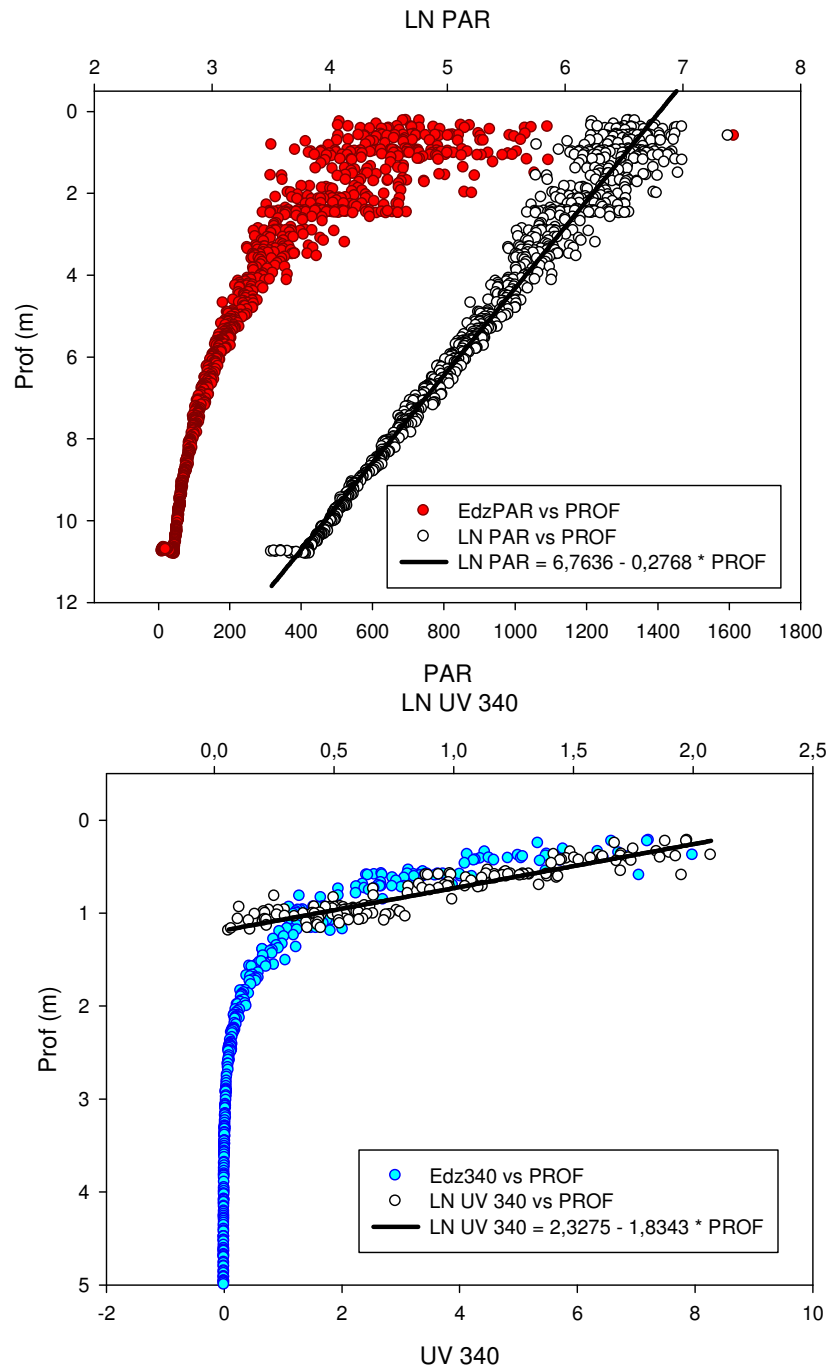 LN PAR
2 3 4 5 6 7 8
0
2
4
6
8
10
12
Prof (m)
EdzPAR vs PROF
LN PAR vs PROF
LN PAR = 6,7636 - 0,2768 * PROF
0 200 400 600 800 1000 1200 1400 1600 1800
PAR
LN UV 340
0,0 0,5 1,0 1,5 2,0 2,5
0
1
2
3
4
5
Prof (m)
Edz340 vs PROF
LN UV 340 vs PROF
LN UV 340 = 2,3275 - 1,8343 * PROF
-2 0 2 4 6 8 10
UV 340